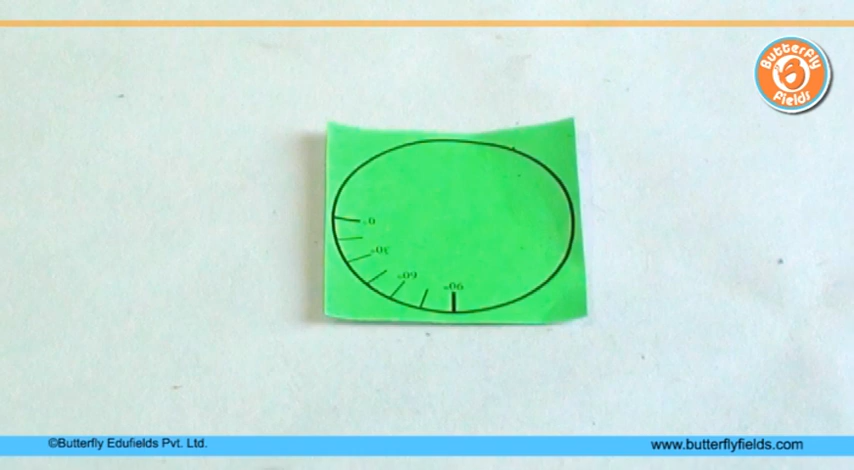 Butterfly
Fields
0°
30°
60°
90°
©Butterfly Edufields Pvt. Ltd.
www.butterflyfields.com